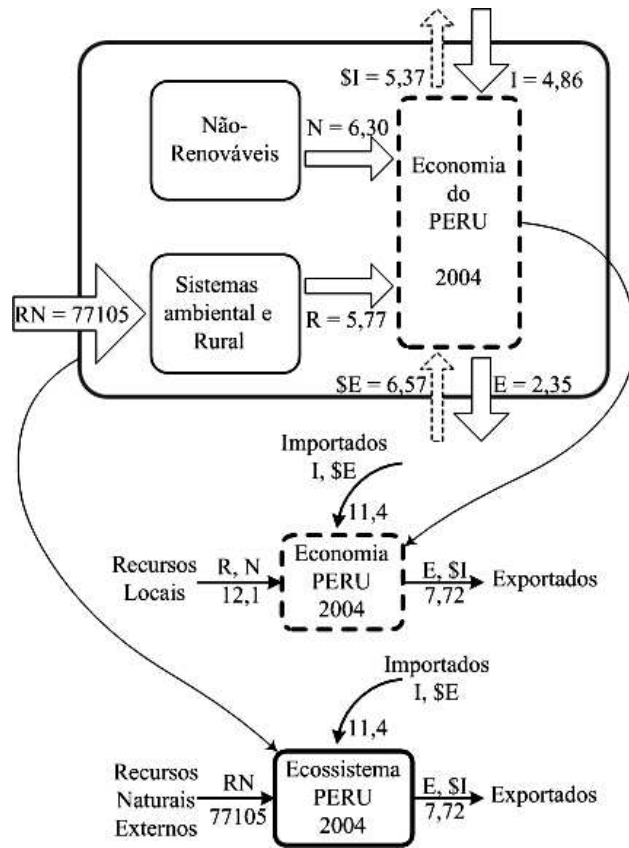 $I = 5,37
I = 4,86
Não-
Renováveis
N = 6,30
Economia
do
PERU
2004
RN = 77105
Sistemas
ambiental e
Rural
R = 5,77
$E = 6,57
E = 2,35
Importados
I, $E
11,4
Recursos
Locais
R, N
12,1
Economia
PERU
2004
E, $I
7,72
Exportados
Importados
I, $E
11,4
Recursos
Naturais
Externos
RN
77105
Ecossistema
PERU
2004
E, $I
7,72
Exportados